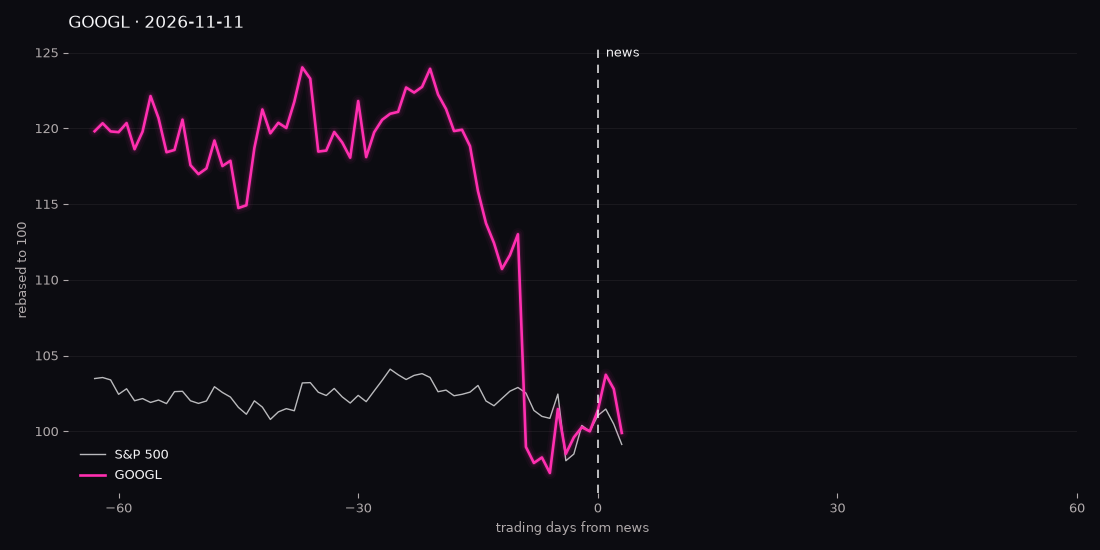 GOOGL · 2026-11-11
news
rebased to 100
125
120
115
110
105
100
S&P 500
GOOGL
−60
−30
0
30
60
trading days from news